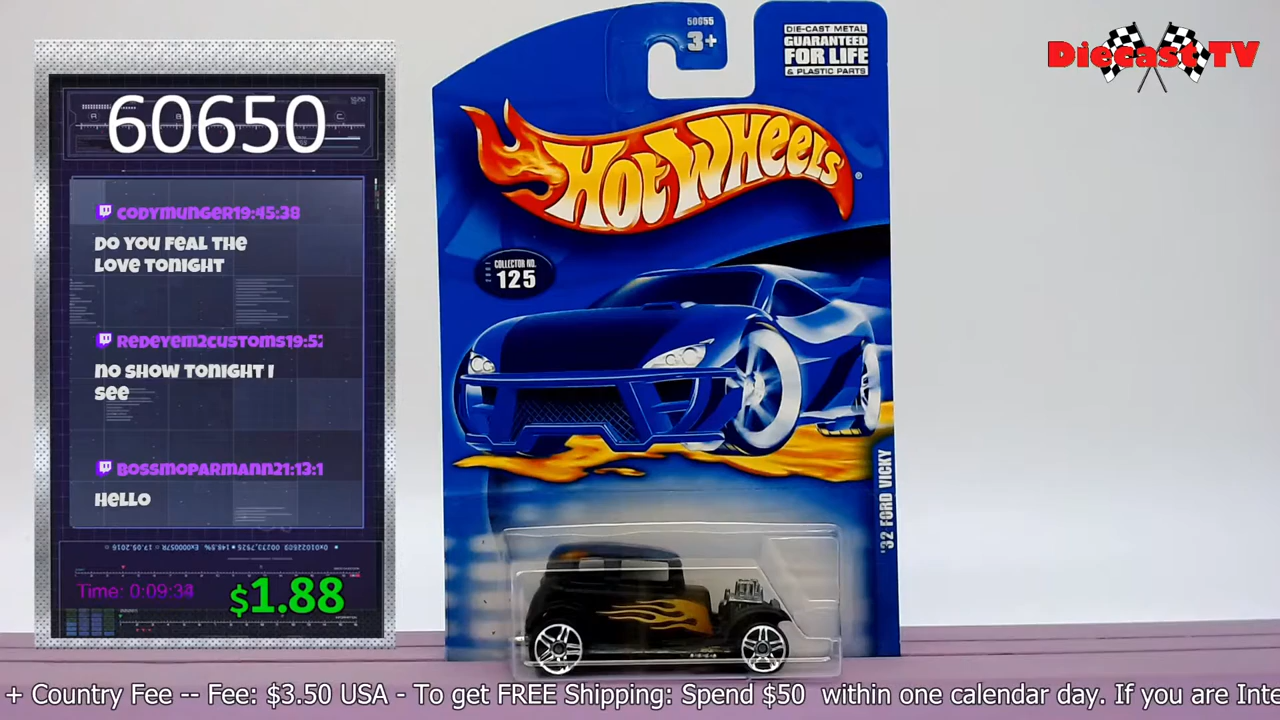 60650
codymunger19:45:38
Do you feal the
love tonight
Redeyem2customs19:52
no show tonight I
see
Bossmoparmann21:13:1
Hello
Time: 0:09:34
$1.88
50055
3+
DIE-CAST METAL
GUARANTEED
FOR LIFE
& PLASTIC PARTS
HOT WHEELS
®
COLLECTOR NO.
125
'32 FORD VICKY
Diecast TV
+ Country Fee -- Fee: $3.50 USA - To get FREE Shipping: Spend $50 within one calendar day. If you are Inte